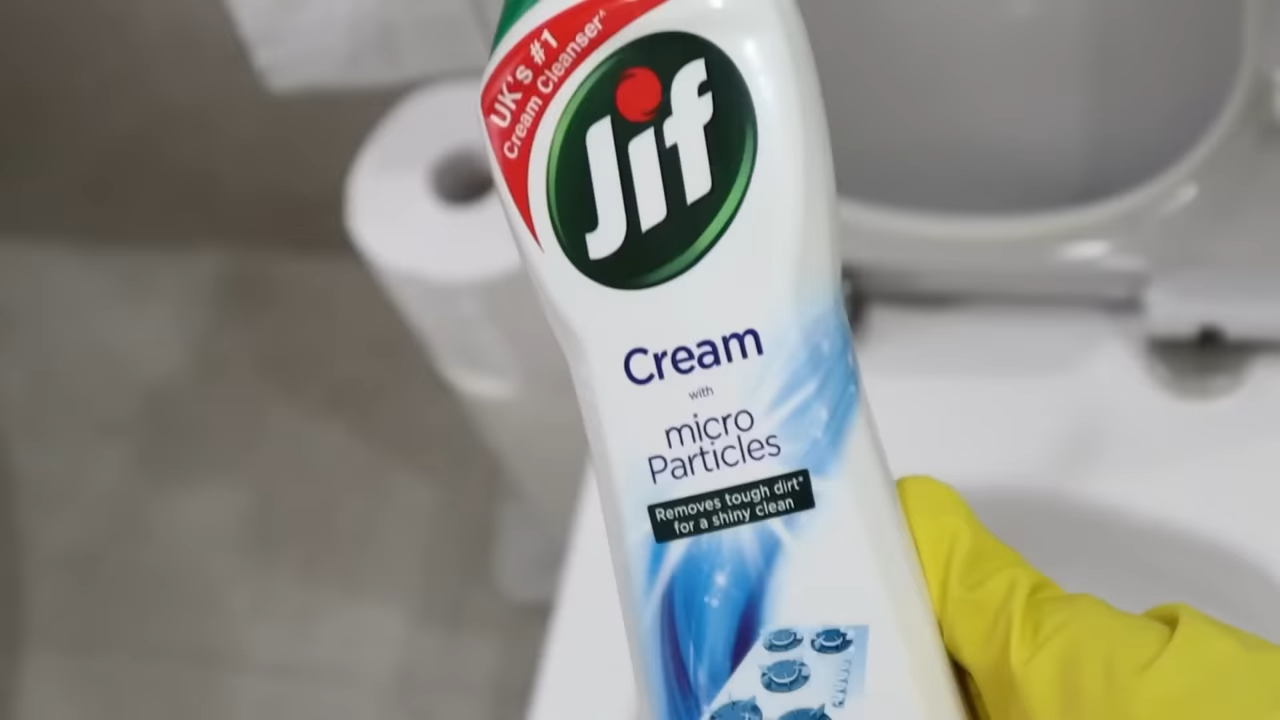 UK's #1
Cream Cleanser^
Jif
Cream
with
micro
Particles
Removes tough dirt*
for a shiny clean